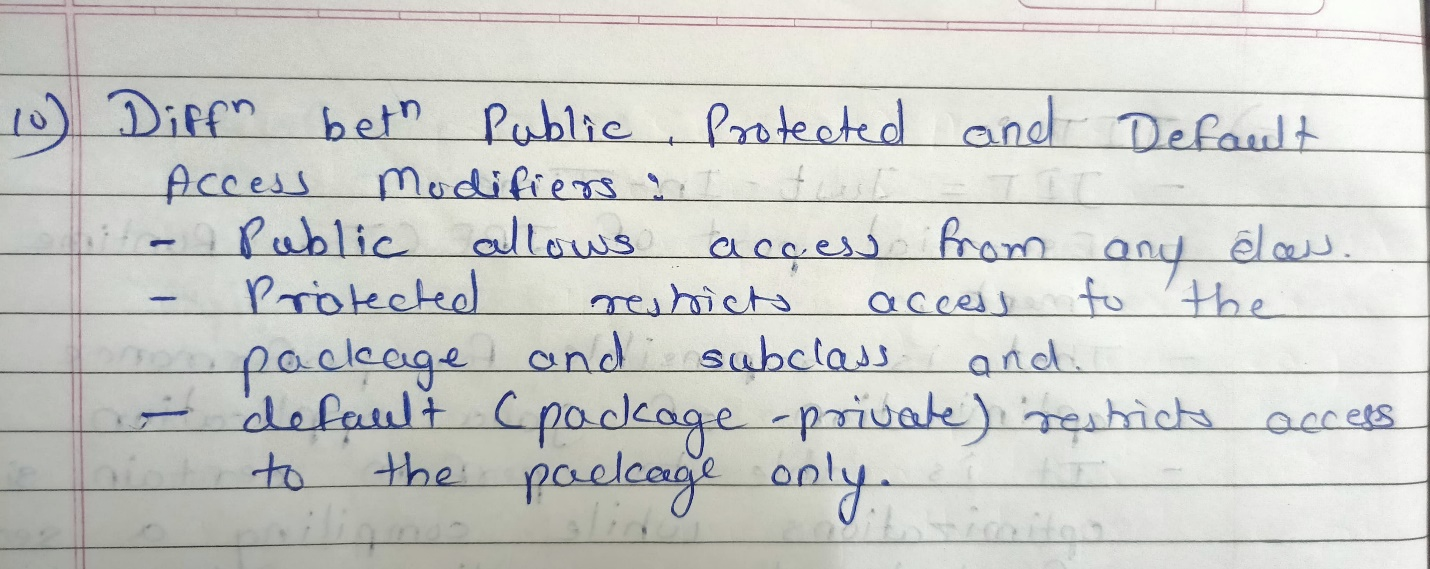 10) Diffn betn Public, Protected and Default
Access Modifiers :
- Public allows access from any class.
- Protected restricts access to the
package and subclass and.
- default (package-private) restricts access
to the package only.